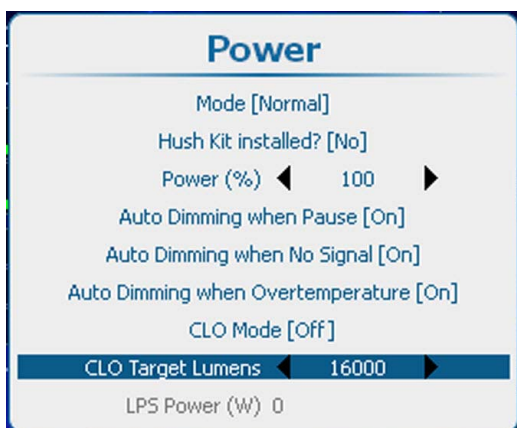 Power
Mode [Normal]
Hush Kit installed? [No]
Power (%) 100
Auto Dimming when Pause [On]
Auto Dimming when No Signal [On]
Auto Dimming when Overtemperature [On]
CLO Mode [Off]
CLO Target Lumens 16000
LPS Power (W) 0